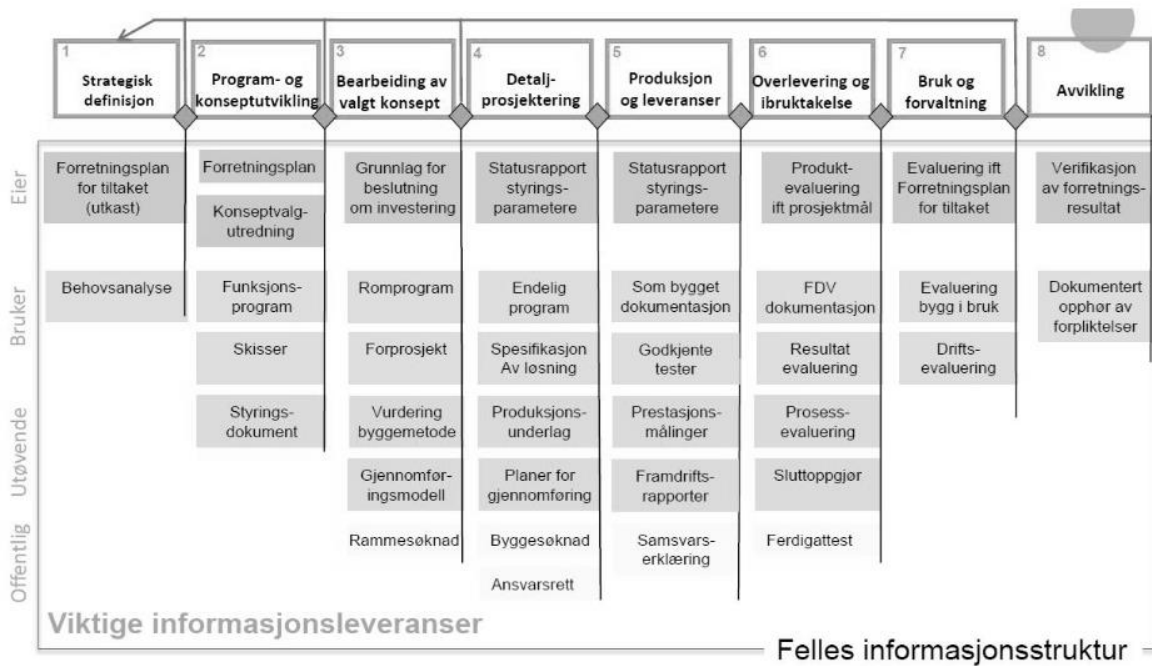 1
Strategisk
definisjon
2
Program- og
konseptutvikling
3
Bearbeiding av
valgt konsept
4
Detalj-
prosjektering
5
Produksjon
og leveranser
6
Overlevering og
ibruktakelse
7
Bruk og
forvaltning
8
Avvikling
Eier
Forretningsplan
for tiltaket
(utkast)
Forretningsplan
Konseptvalg-
utredning
Grunnlag for
beslutning
om investering
Statusrapport
styrings-
parametere
Statusrapport
styrings-
parametere
Produkt-
evaluering
ift prosjektmål
Evaluering ift
Forretningsplan
for tiltaket
Verifikasjon
av forretnings-
resultat
Bruker
Behovsanalyse
Funksjons-
program
Romprogram
Endelig
program
Som bygget
dokumentasjon
FDV
dokumentasjon
Evaluering
bygg i bruk
Dokumentert
opphør av
forpliktelser
Skisser
Forprosjekt
Spesifikasjon
Av løsning
Godkjente
tester
Resultat
evaluering
Drifts-
evaluering
Utøvende
Styrings-
dokument
Vurdering
byggemetode
Produksjons-
underlag
Prestasjons-
målinger
Prosess-
evaluering
Gjennomfør-
ingsmodell
Planer for
gjennomføring
Framdrifts-
rapporter
Sluttoppgjør
Offentlig
Rammesøknad
Byggesøknad
Samsvars-
erklæring
Ferdigattest
Ansvarsrett
Viktige informasjonsleveranser
Felles informasjonsstruktur